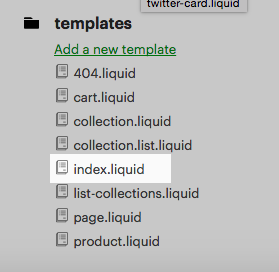 twitter-card.liquid
templates
Add a new template
404.liquid
cart.liquid
collection.liquid
collection.list.liquid
index.liquid
list-collections.liquid
page.liquid
product.liquid